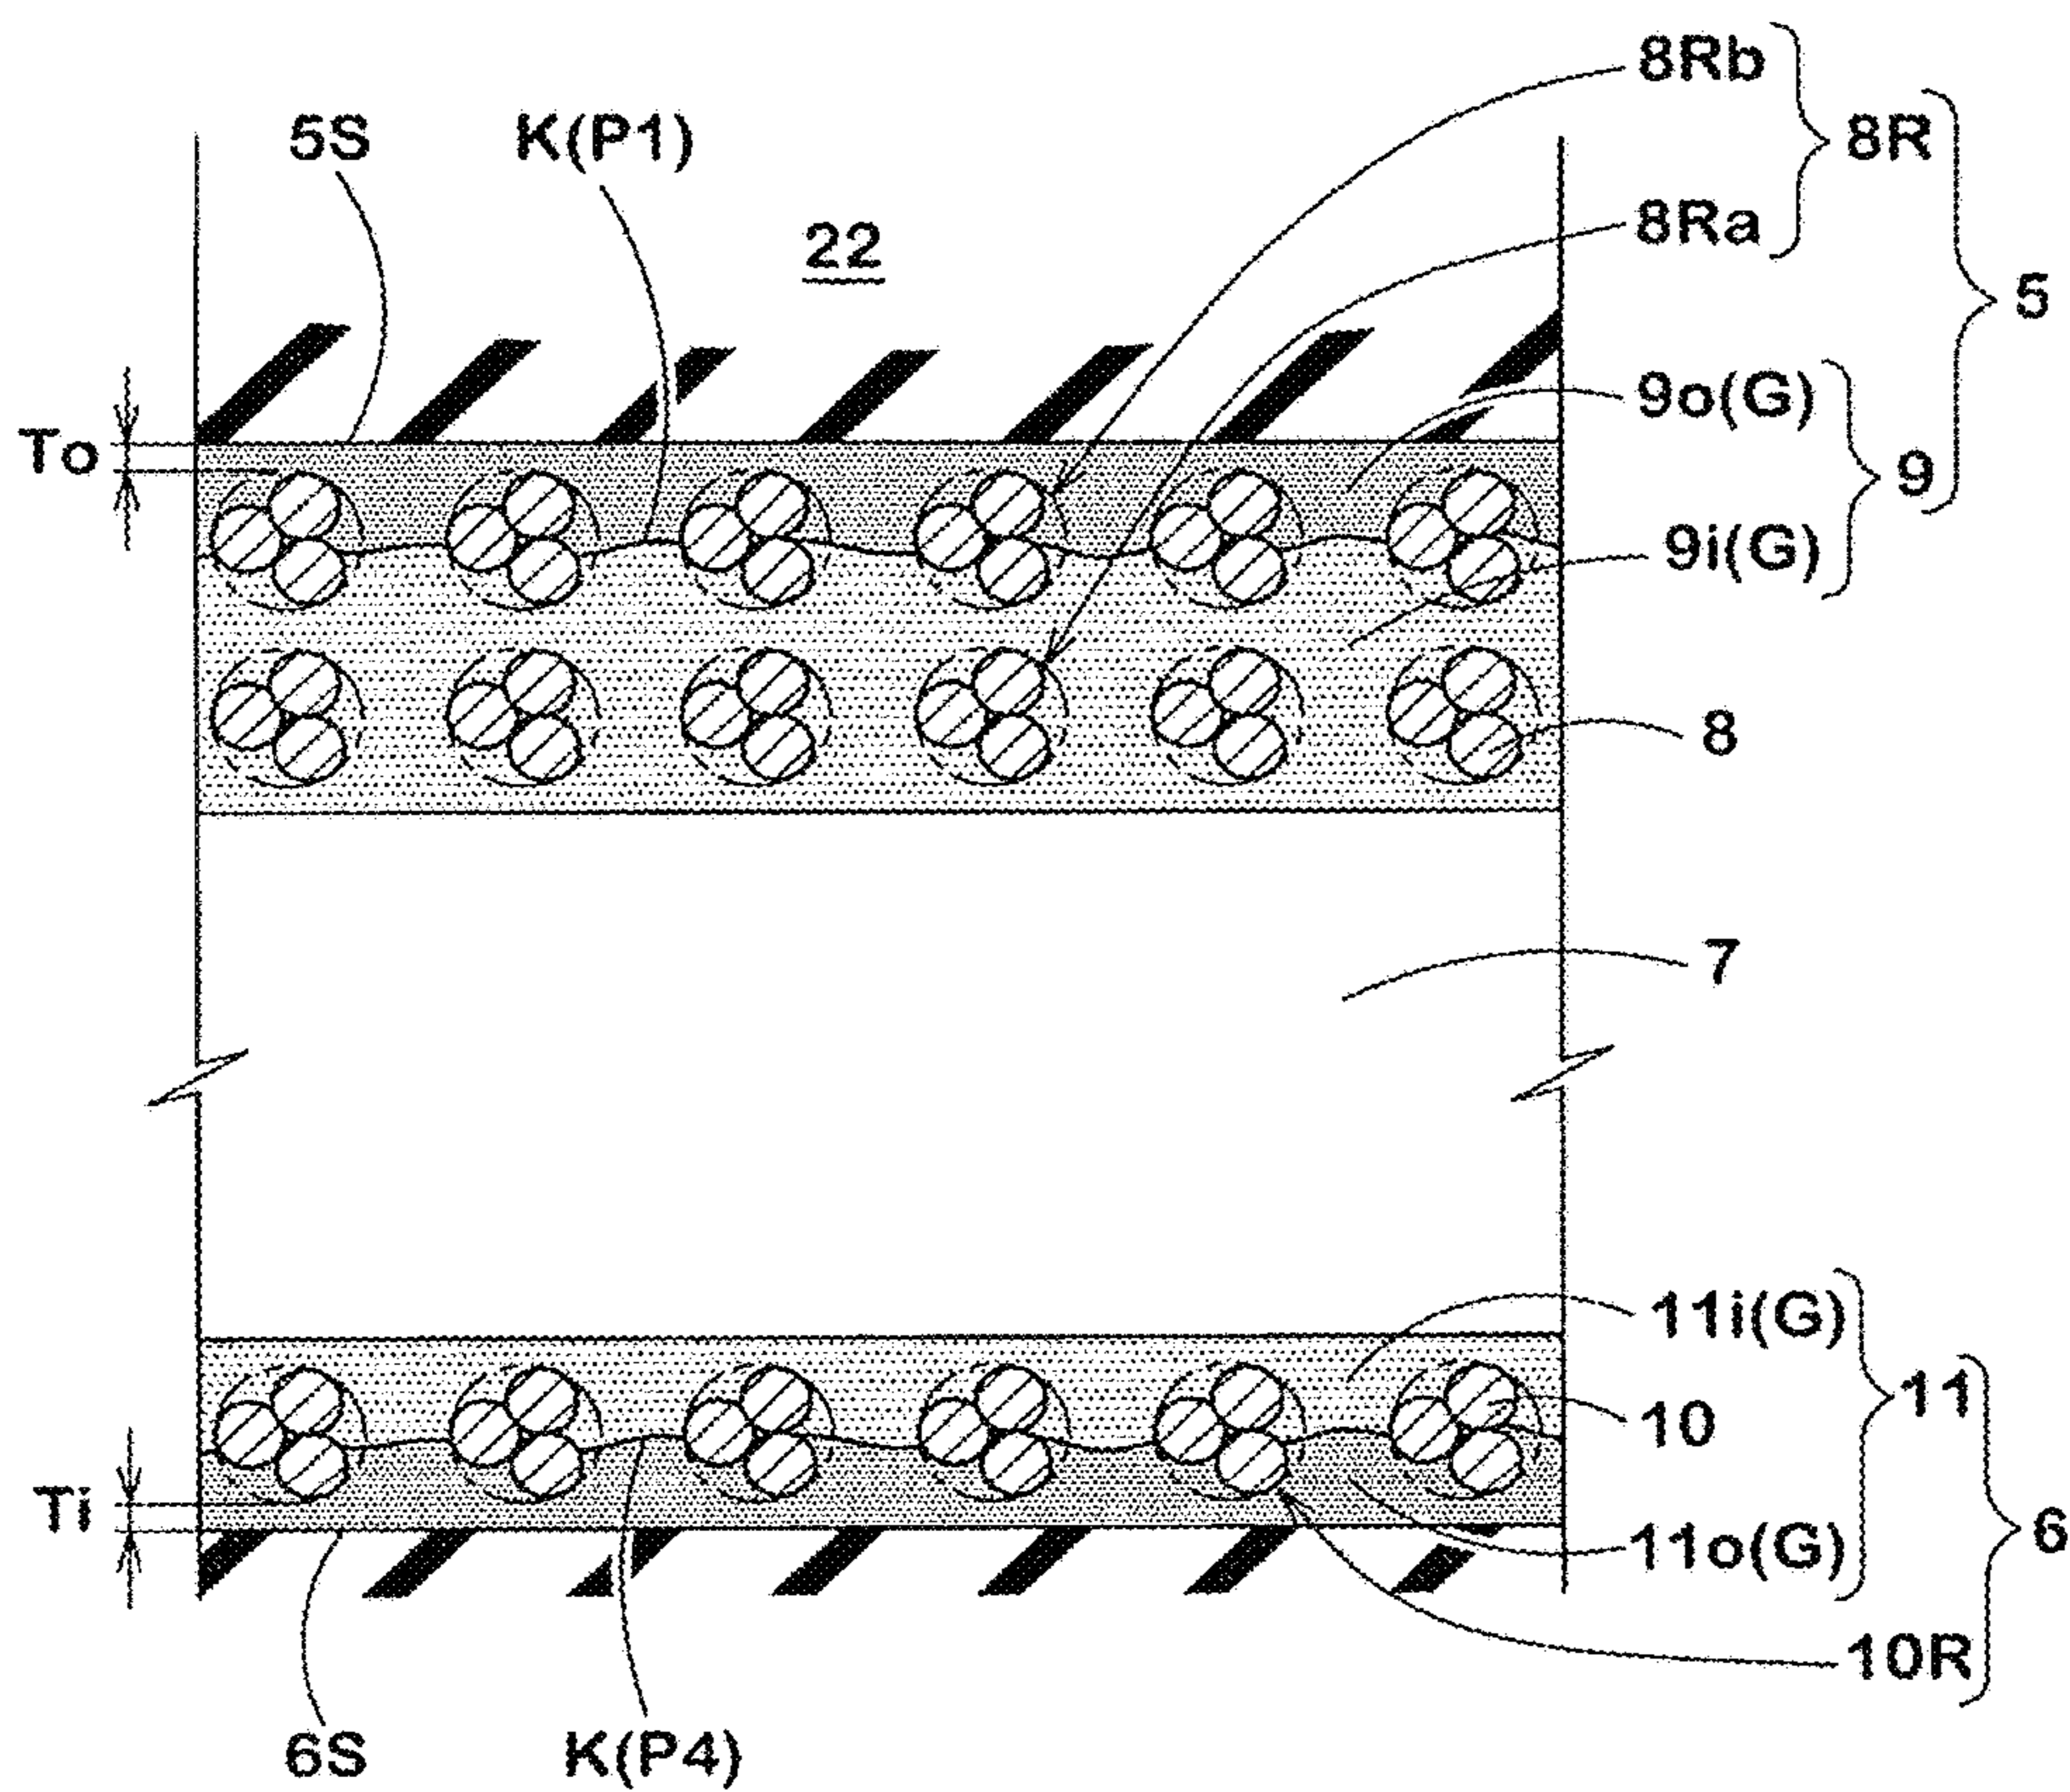 8Rb
8R
5S
K(P1)
8Ra
22
5
9o(G)
To
9
9i(G)
8
7
11i(G)
11
10
Ti
11o(G)
6
10R
6S
K(P4)